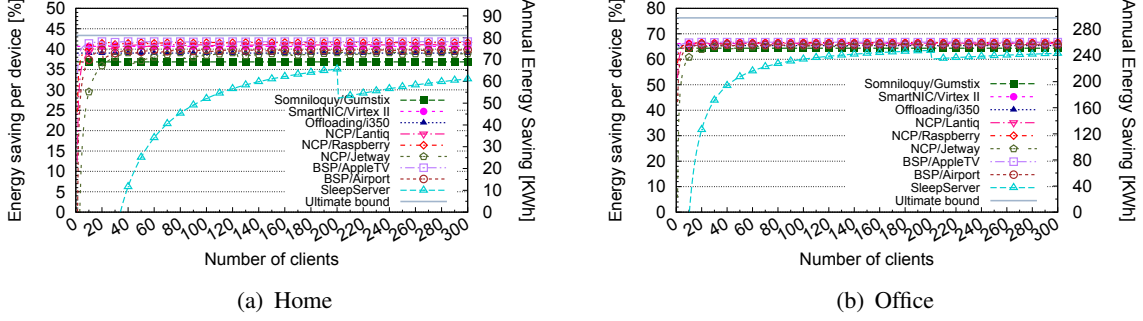 Energy saving per device [%]
50
45
40
35
30
25
20
15
10
5
0
Somniloquy/Gumstix
SmartNIC/Virtex II
Offloading/i350
NCP/Lantiq
NCP/Raspberry
NCP/Jetway
BSP/AppleTV
BSP/Airport
SleepServer
Ultimate bound
90
80
70
60
50
40
30
20
10
0
Annual Energy Saving [KWh]
1 20 40 60 80 100 120 140 160 180 200 220 240 260 280 300
Number of clients
(a) Home
Energy saving per device [%]
80
70
60
50
40
30
20
10
0
Somniloquy/Gumstix
SmartNIC/Virtex II
Offloading/i350
NCP/Lantiq
NCP/Raspberry
NCP/Jetway
BSP/AppleTV
BSP/Airport
SleepServer
Ultimate bound
280
240
200
160
120
80
40
0
Annual Energy Saving [KWh]
1 20 40 60 80 100 120 140 160 180 200 220 240 260 280 300
Number of clients
(b) Office